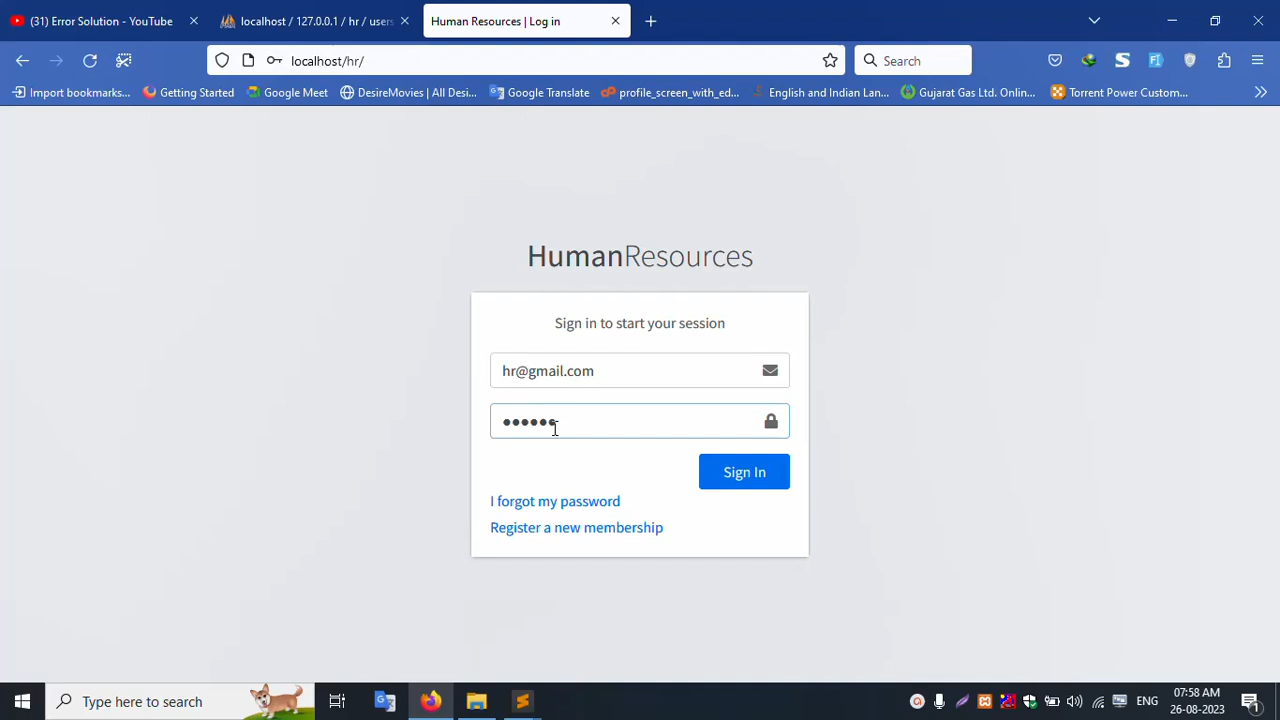 (31) Error Solution - YouTube
localhost / 127.0.0.1 / hr / users
Human Resources | Log in
localhost/hr/
Search
Import bookmarks...
Getting Started
Google Meet
DesireMovies | All Desi...
Google Translate
profile_screen_with_ed...
English and Indian Lan...
Gujarat Gas Ltd. Onlin...
Torrent Power Custom...
HumanResources
Sign in to start your session
hr@gmail.com
Sign In
I forgot my password
Register a new membership
Type here to search
ENG
07:58 AM
26-08-2023